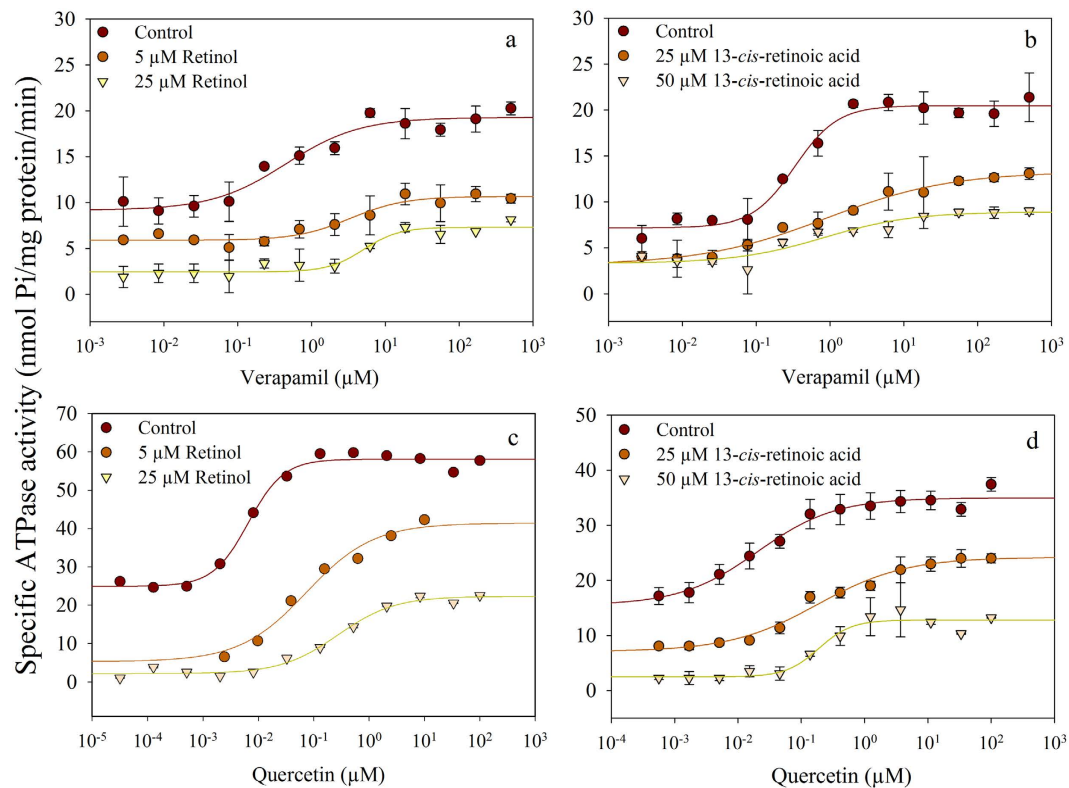 Specific ATPase activity (nmol Pi/mg protein/min)
a
Control
5 µM Retinol
25 µM Retinol
30
25
20
15
10
5
0
10⁻³ 10⁻² 10⁻¹ 10⁰ 10¹ 10² 10³
Verapamil (µM)
b
Control
25 µM 13-cis-retinoic acid
50 µM 13-cis-retinoic acid
30
25
20
15
10
5
0
10⁻³ 10⁻² 10⁻¹ 10⁰ 10¹ 10² 10³
Verapamil (µM)
c
Control
5 µM Retinol
25 µM Retinol
70
60
50
40
30
20
10
0
10⁻⁵ 10⁻⁴ 10⁻³ 10⁻² 10⁻¹ 10⁰ 10¹ 10² 10³
Quercetin (µM)
d
Control
25 µM 13-cis-retinoic acid
50 µM 13-cis-retinoic acid
50
40
30
20
10
0
10⁻⁴ 10⁻³ 10⁻² 10⁻¹ 10⁰ 10¹ 10² 10³
Quercetin (µM)